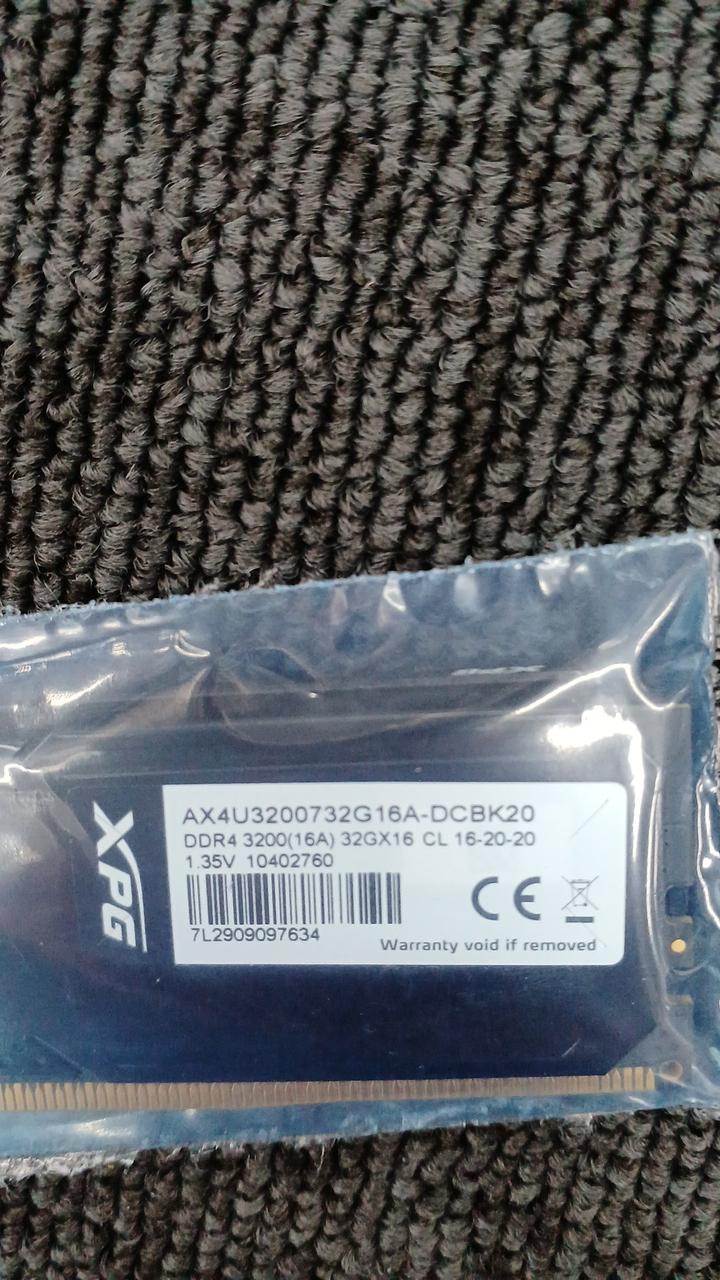 XPG
AX4U3200732G16A-DCBK20
DDR4 3200(16A) 32GX16 CL 16-20-20
1.35V 10402760
CE
7L2909097634
Warranty void if removed